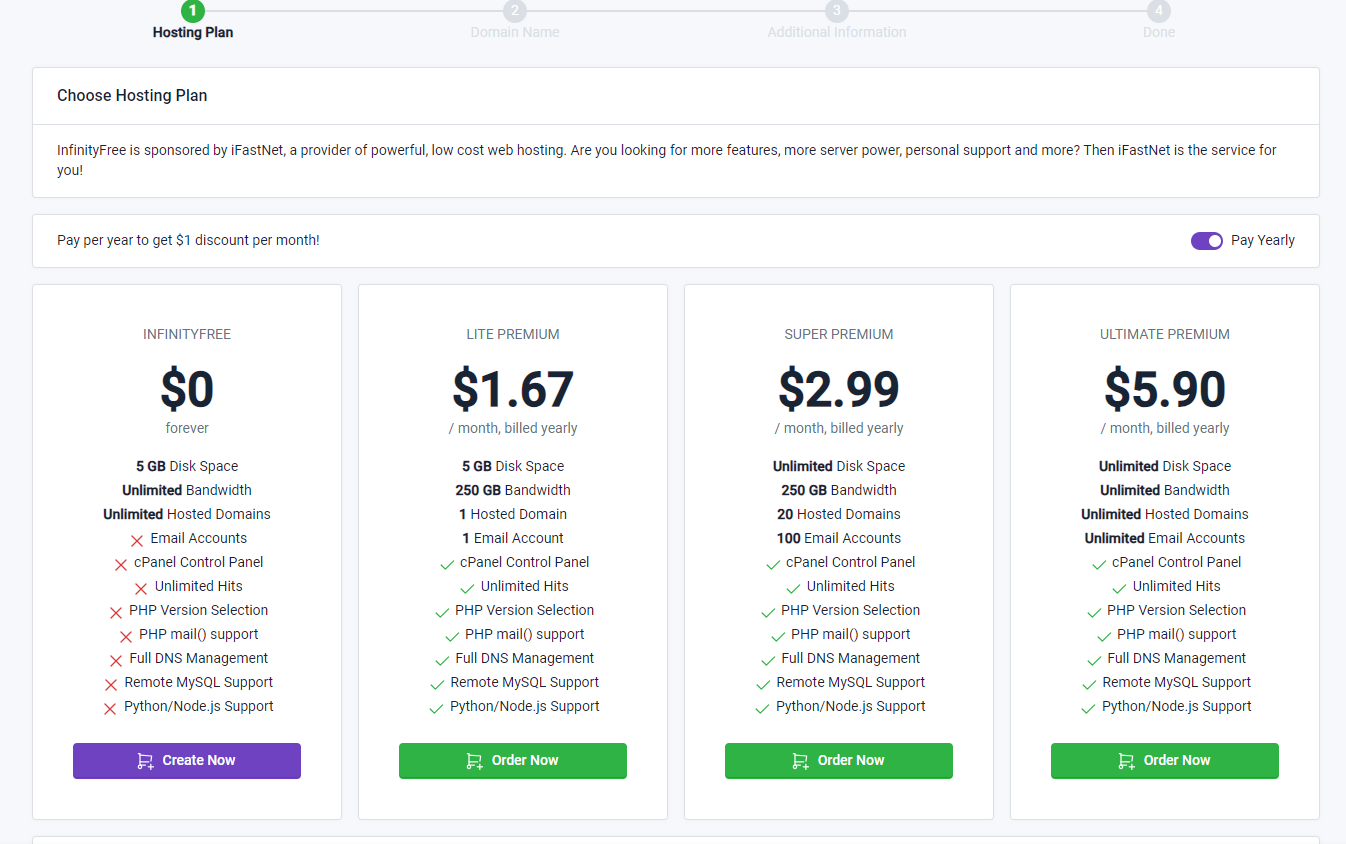 1
2
3
4
Hosting Plan
Domain Name
Additional Information
Done
Choose Hosting Plan
InfinityFree is sponsored by iFastNet, a provider of powerful, low cost web hosting. Are you looking for more features, more server power, personal support and more? Then iFastNet is the service for
you!
Pay per year to get $1 discount per month!
Pay Yearly
INFINITYFREE
$0
forever
5 GB Disk Space
Unlimited Bandwidth
Unlimited Hosted Domains
Email Accounts
cPanel Control Panel
Unlimited Hits
PHP Version Selection
PHP mail() support
Full DNS Management
Remote MySQL Support
Python/Node.js Support
Create Now
LITE PREMIUM
$1.67
/ month, billed yearly
5 GB Disk Space
250 GB Bandwidth
1 Hosted Domain
1 Email Account
cPanel Control Panel
Unlimited Hits
PHP Version Selection
PHP mail() support
Full DNS Management
Remote MySQL Support
Python/Node.js Support
Order Now
SUPER PREMIUM
$2.99
/ month, billed yearly
Unlimited Disk Space
250 GB Bandwidth
20 Hosted Domains
100 Email Accounts
cPanel Control Panel
Unlimited Hits
PHP Version Selection
PHP mail() support
Full DNS Management
Remote MySQL Support
Python/Node.js Support
Order Now
ULTIMATE PREMIUM
$5.90
/ month, billed yearly
Unlimited Disk Space
Unlimited Bandwidth
Unlimited Hosted Domains
Unlimited Email Accounts
cPanel Control Panel
Unlimited Hits
PHP Version Selection
PHP mail() support
Full DNS Management
Remote MySQL Support
Python/Node.js Support
Order Now